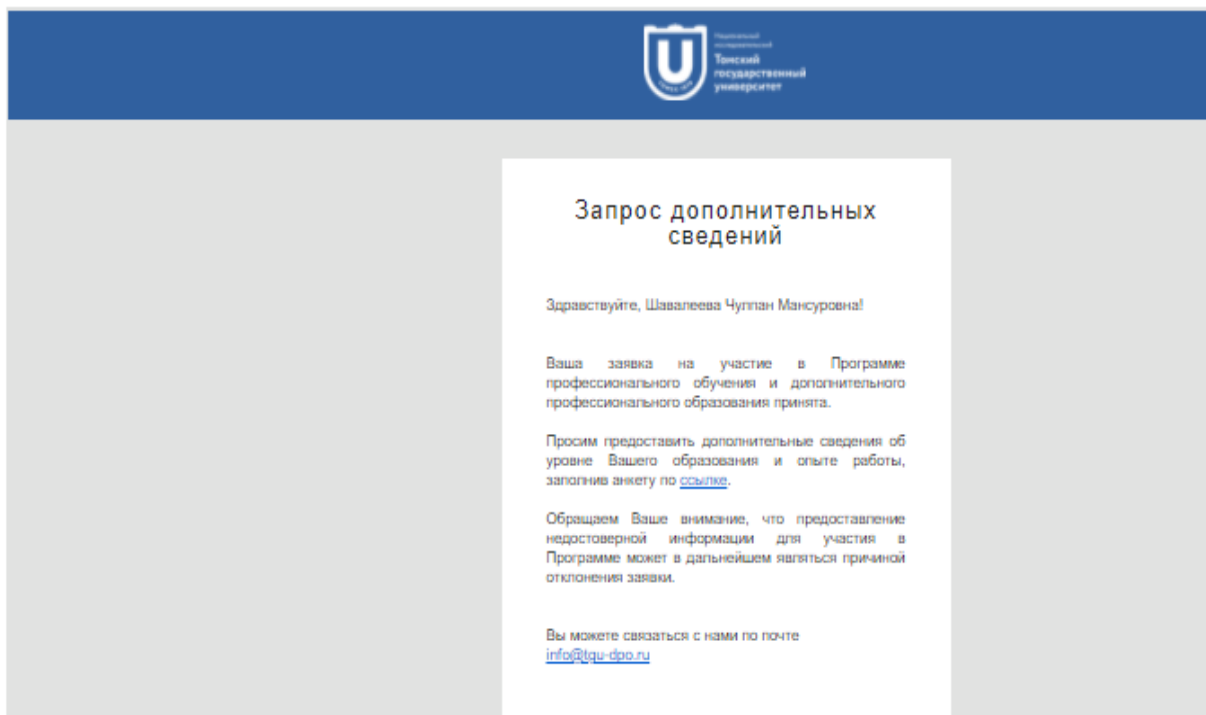 Национальный
исследовательский
Томский
государственный
университет
Запрос дополнительных
сведений
Здравствуйте, Шавалеева Чулпан Мансуровна!
Ваша заявка на участие в Программе
профессионального обучения и дополнительного
профессионального образования принята.
Просим предоставить дополнительные сведения об
уровне Вашего образования и опыте работы,
заполнив анкету по ссылке.
Обращаем Ваше внимание, что предоставление
недостоверной информации для участия в
Программе может в дальнейшем являться причиной
отклонения заявки.
Вы можете связаться с нами по почте
info@tgu-dpo.ru